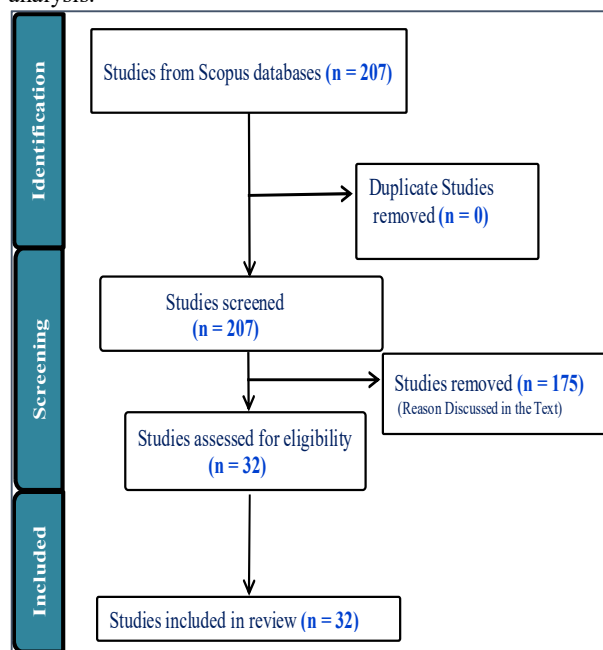 analysis.
Identification
Studies from Scopus databases (n = 207)
Duplicate Studies
removed (n = 0)
Screening
Studies screened
(n = 207)
Studies removed (n = 175)
(Reason Discussed in the Text)
Studies assessed for eligibility
(n = 32)
Included
Studies included in review (n = 32)